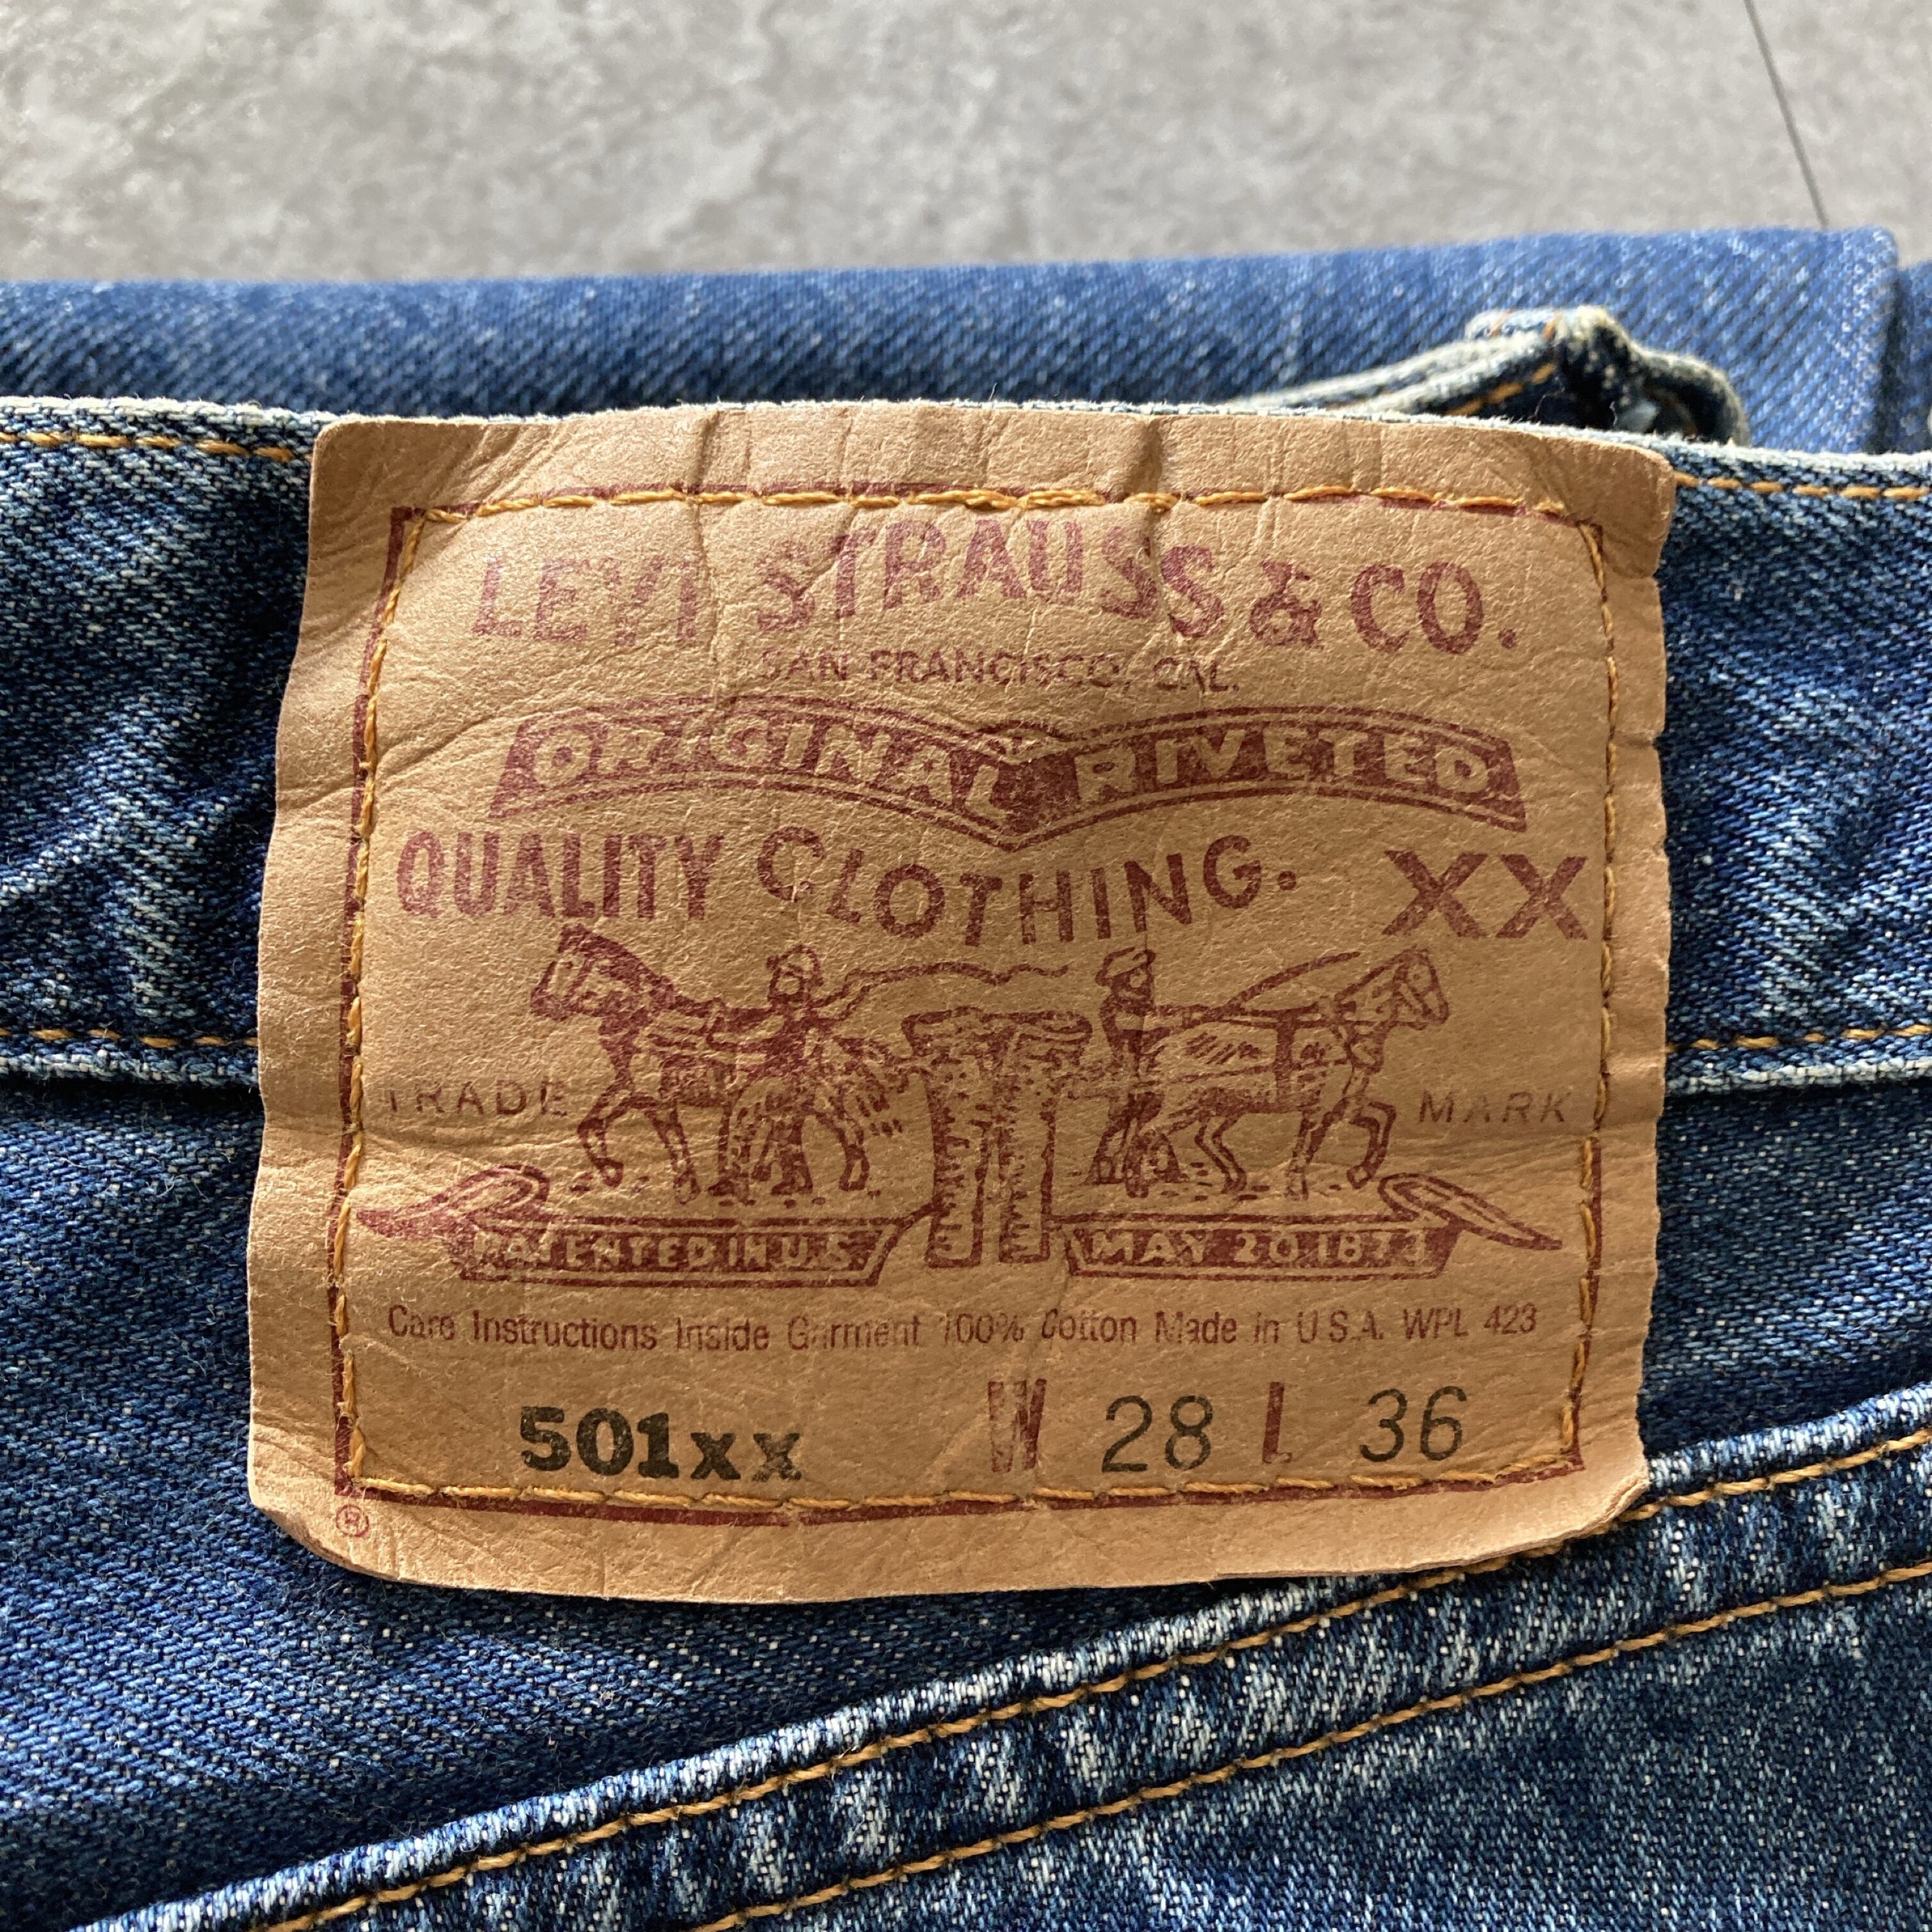 LEVI STRAUSS & CO.
SAN FRANCISCO, CAL.
ORIGINAL RIVETED
QUALITY CLOTHING. XX
TRADE MARK
PATENTED IN U.S. MAY 20 1873
Care Instructions Inside Garment 100% Cotton Made in U.S.A. WPL 423
501xx W 28 L 36
®